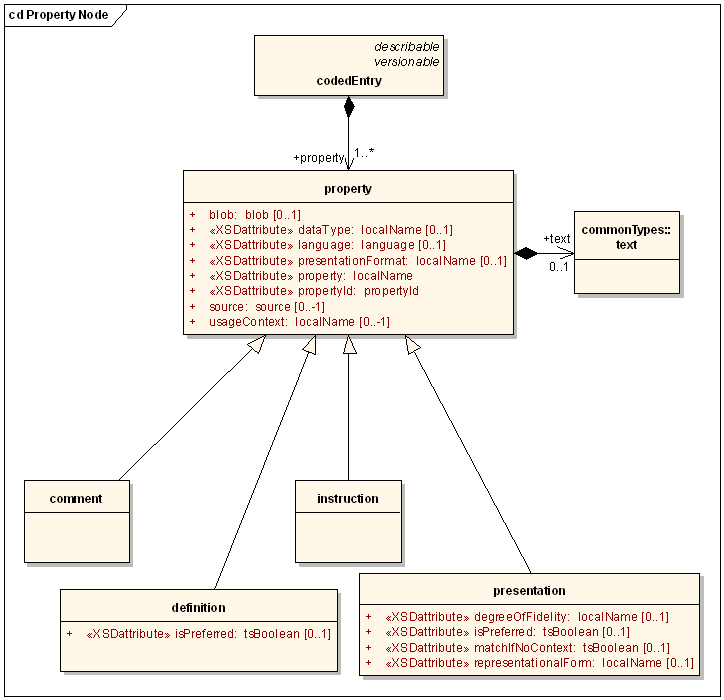 cd Property Node
describable
versionable
codedEntry
+property
1..*
property
+ blob: blob [0..1]
+ «XSDattribute» dataType: localName [0..1]
+ «XSDattribute» language: language [0..1]
+ «XSDattribute» presentationFormat: localName [0..1]
+ «XSDattribute» property: localName
+ «XSDattribute» propertyId: propertyId
+ source: source [0..-1]
+ usageContext: localName [0..-1]
+text
0..1
commonTypes::
text
comment
instruction
definition
+ «XSDattribute» isPreferred: tsBoolean [0..1]
presentation
+ «XSDattribute» degreeOfFidelity: localName [0..1]
+ «XSDattribute» isPreferred: tsBoolean [0..1]
+ «XSDattribute» matchIfNoContext: tsBoolean [0..1]
+ «XSDattribute» representationalForm: localName [0..1]